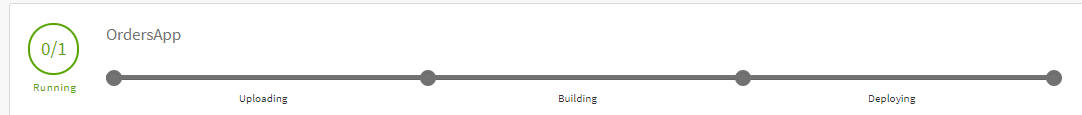 OrdersApp
0/1
Running
Uploading
Building
Deploying